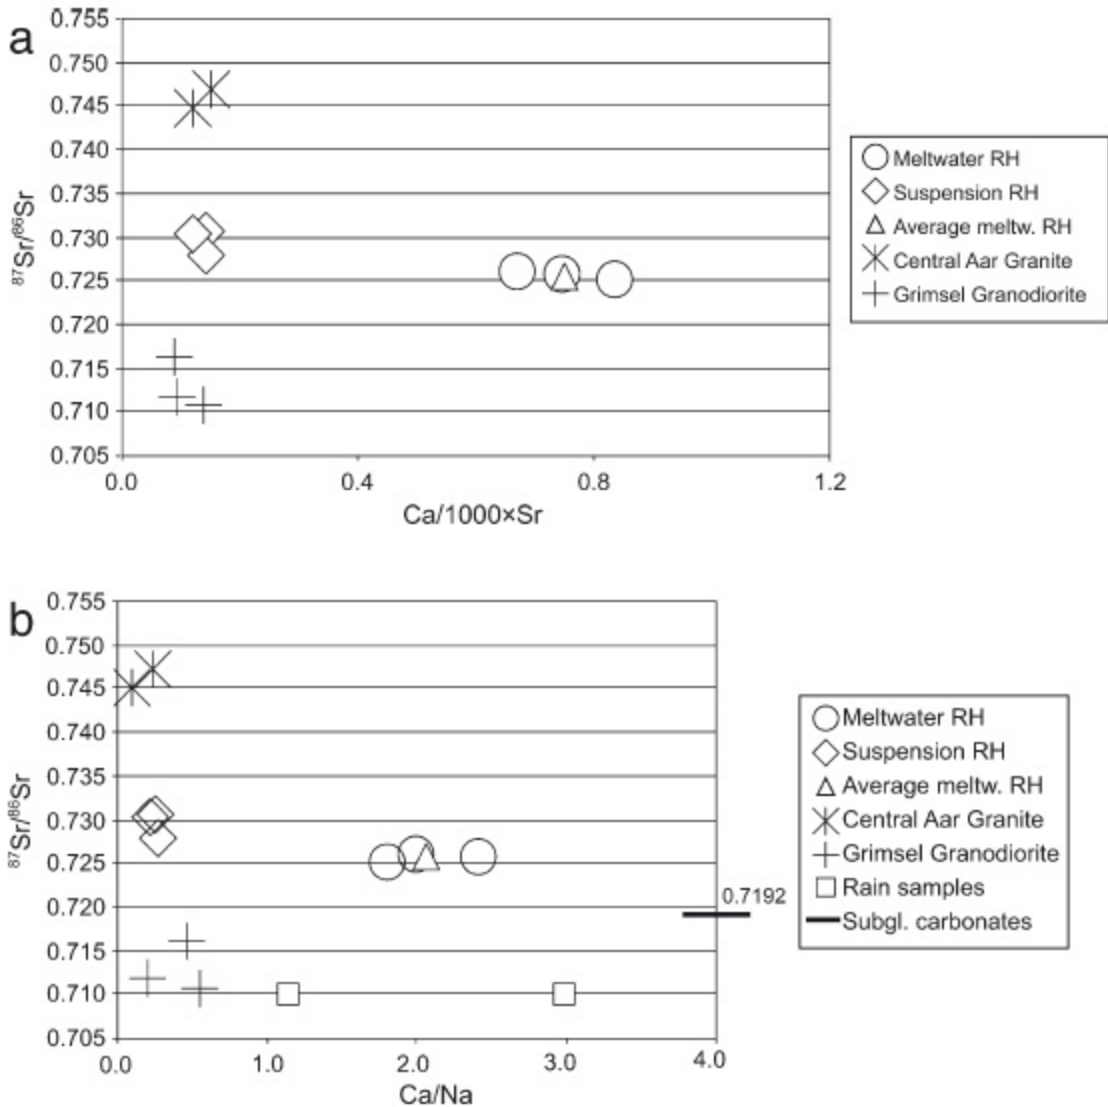 a
0.755
0.750
0.745
0.740
0.735
0.730
0.725
0.720
0.715
0.710
0.705
87Sr/86Sr
0.0 0.4 0.8 1.2
Ca/1000×Sr
Meltwater RH
Suspension RH
Average meltw. RH
Central Aar Granite
Grimsel Granodiorite
b
0.755
0.750
0.745
0.740
0.735
0.730
0.725
0.720
0.715
0.710
0.705
87Sr/86Sr
0.7192
0.0 1.0 2.0 3.0 4.0
Ca/Na
Meltwater RH
Suspension RH
Average meltw. RH
Central Aar Granite
Grimsel Granodiorite
Rain samples
Subgl. carbonates